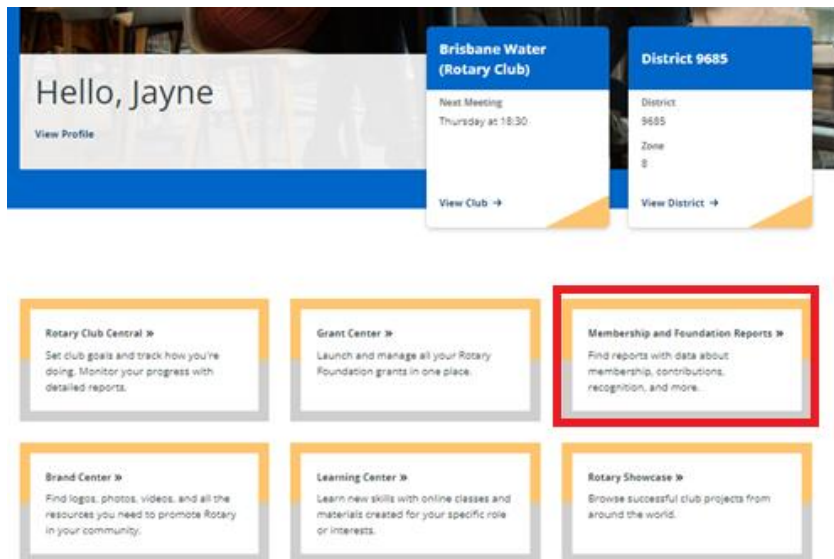 Hello, Jayne
View Profile
Brisbane Water
(Rotary Club)
Next Meeting
Thursday at 18:30
View Club →
District 9685
District
9685
Zone
8
View District →
Rotary Club Central »
Set club goals and track how you're
doing. Monitor your progress with
detailed reports.
Grant Center »
Launch and manage all your Rotary
Foundation grants in one place.
Membership and Foundation Reports »
Find reports with data about
membership, contributions,
recognition, and more.
Brand Center »
Find logos, photos, videos, and all the
resources you need to promote Rotary
in your community.
Learning Center »
Learn new skills with online classes and
materials created for your specific role
or interests.
Rotary Showcase »
Browse successful club projects from
around the world.